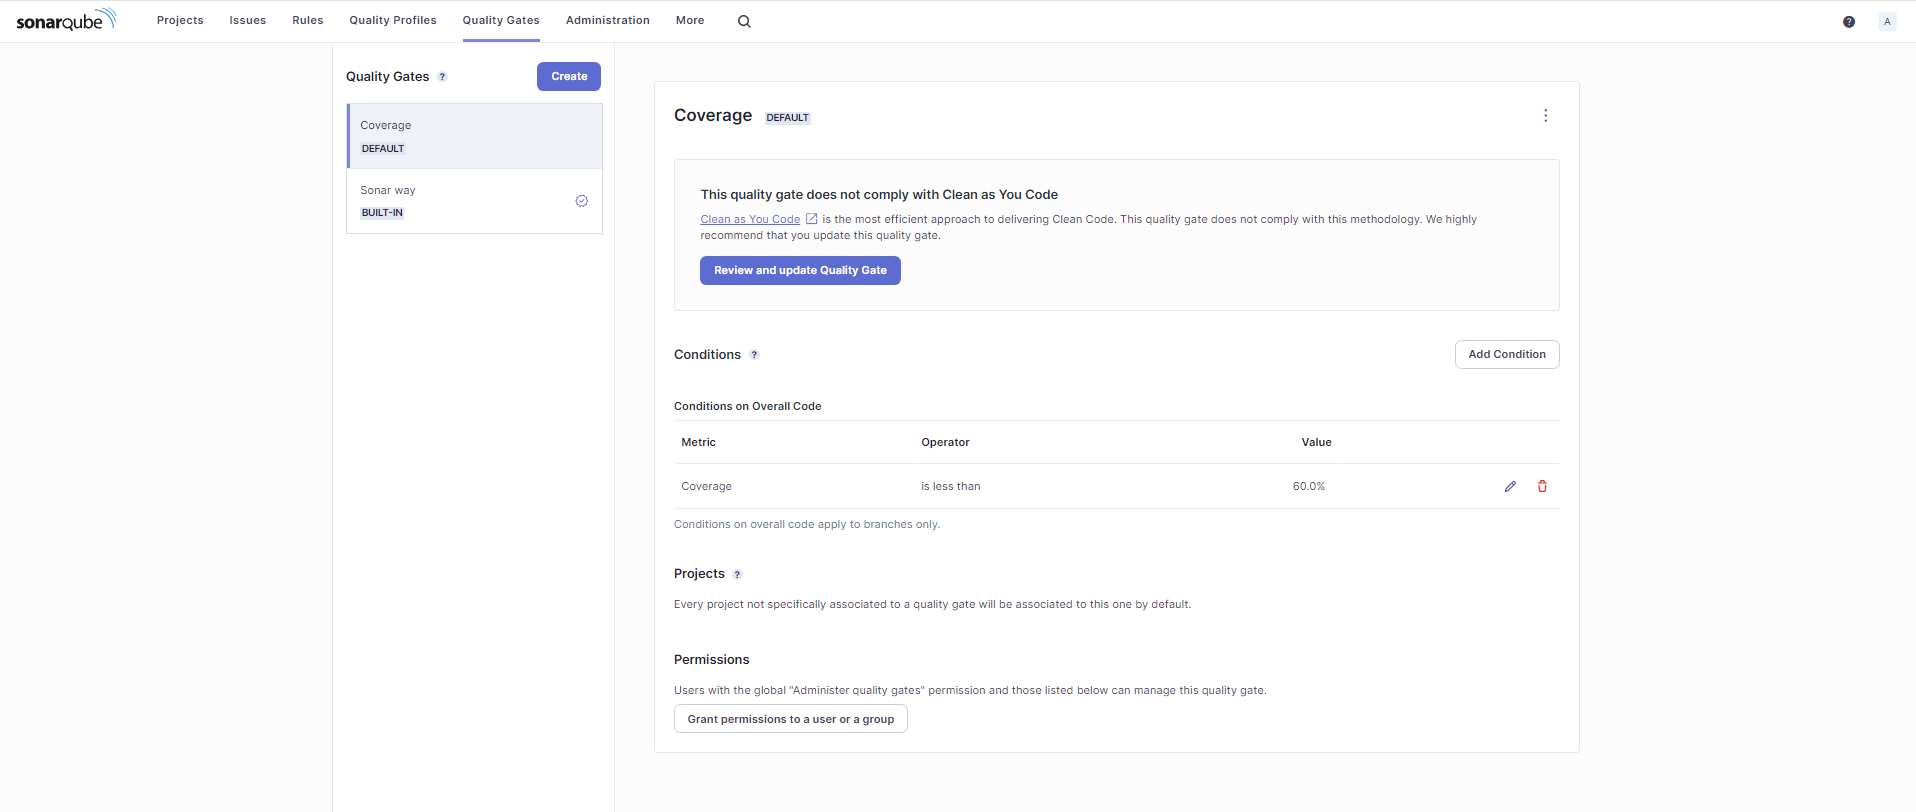 sonarqube
Projects
Issues
Rules
Quality Profiles
Quality Gates
Administration
More
?
A
Quality Gates ?
Create
Coverage
DEFAULT
Sonar way
BUILT-IN
Coverage DEFAULT
This quality gate does not comply with Clean as You Code
Clean as You Code is the most efficient approach to delivering Clean Code. This quality gate does not comply with this methodology. We highly
recommend that you update this quality gate.
Review and update Quality Gate
Conditions ?
Add Condition
Conditions on Overall Code
Metric Operator Value
Coverage is less than 60.0%
Conditions on overall code apply to branches only.
Projects ?
Every project not specifically associated to a quality gate will be associated to this one by default.
Permissions
Users with the global "Administer quality gates" permission and those listed below can manage this quality gate.
Grant permissions to a user or a group